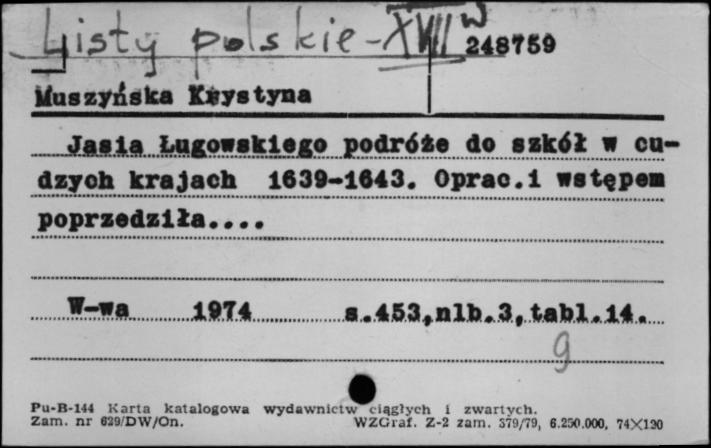 Listy polskie - XVII w
248759
Muszyńska Krystyna
Jasia Ługowskiego podróże do szkół w cu-
dzych krajach 1639-1643. Oprac.i wstępem
poprzedziła....
W-wa 1974 s.453,nlb.3,tabl.14.
g
Pu-B-144 Karta katalogowa wydawnictw ciągłych i zwartych.
Zam. nr 629/DW/On. WZGraf. Z-2 zam. 379/79, 6.250.000, 74X120